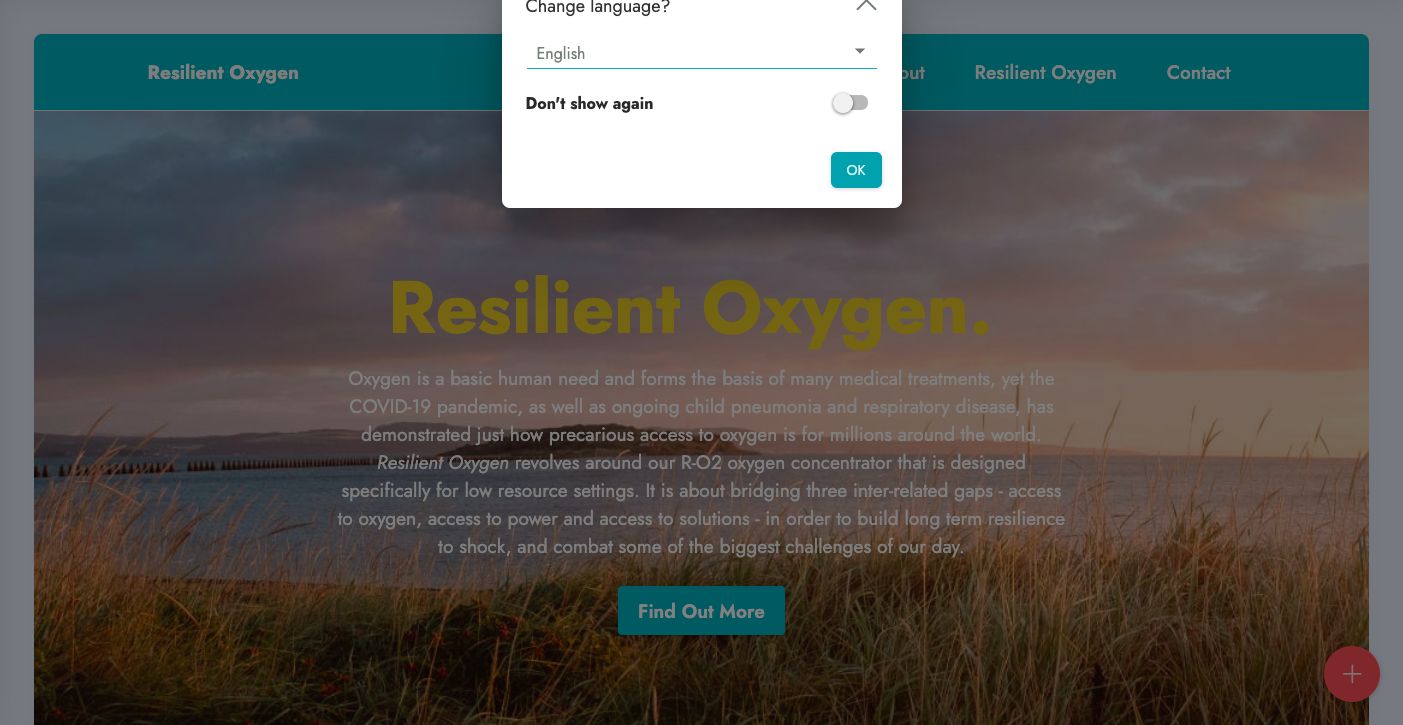 Change language?
English
Don't show again
OK
Resilient Oxygen
out
Resilient Oxygen
Contact
Resilient Oxygen.
Oxygen is a basic human need and forms the basis of many medical treatments, yet the
COVID-19 pandemic, as well as ongoing child pneumonia and respiratory disease, has
demonstrated just how precarious access to oxygen is for millions around the world.
Resilient Oxygen revolves around our R-O2 oxygen concentrator that is designed
specifically for low resource settings. It is about bridging three inter-related gaps - access
to oxygen, access to power and access to solutions - in order to build long term resilience
to shock, and combat some of the biggest challenges of our day.
Find Out More